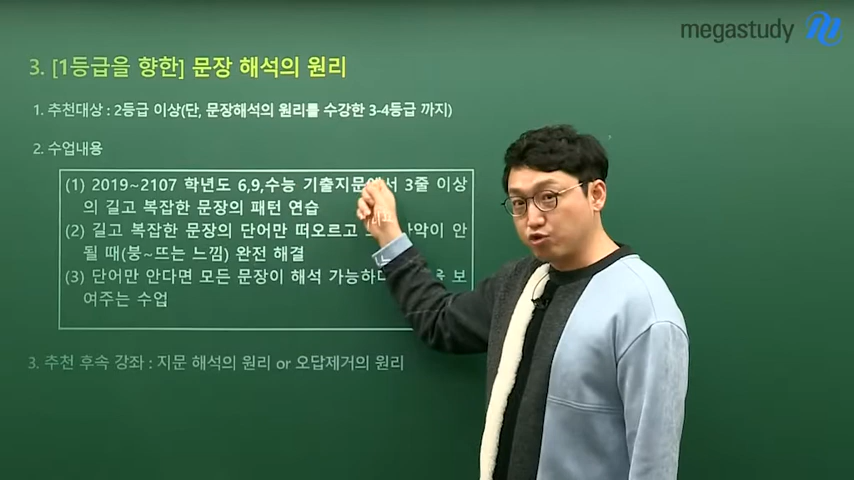 megastudy
3. [1등급을 향한] 문장 해석의 원리
1. 추천대상 : 2등급 이상(단, 문장해석의 원리를 수강한 3-4등급 까지)
2. 수업내용
(1) 2019~2107 학년도 6,9,수능 기출지문에서 3줄 이상
의 길고 복잡한 문장의 패턴 연습
(2) 길고 복잡한 문장의 단어만 떠오르고 악이 안
될 때(붕~뜨는 느낌) 완전 해결
(3) 단어만 안다면 모든 문장이 해석 보
여주는 수업
3. 추천 후속 강좌 : 지문 해석의 원리 or 오답제거의 원리